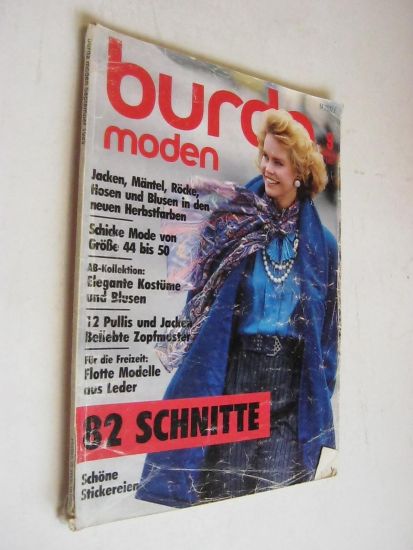 burda
moden
9
Jacken, Mäntel, Röcke,
Hosen und Blusen in den
neuen Herbstfarben
Schicke Mode von
Größe 44 bis 50
AB-Kollektion:
Elegante Kostüme
und Blusen
12 Pullis und Jacken
Beliebte Zopfmuster
Für die Freizeit:
Flotte Modelle
aus Leder
82 SCHNITTE
Schöne
Stickereien